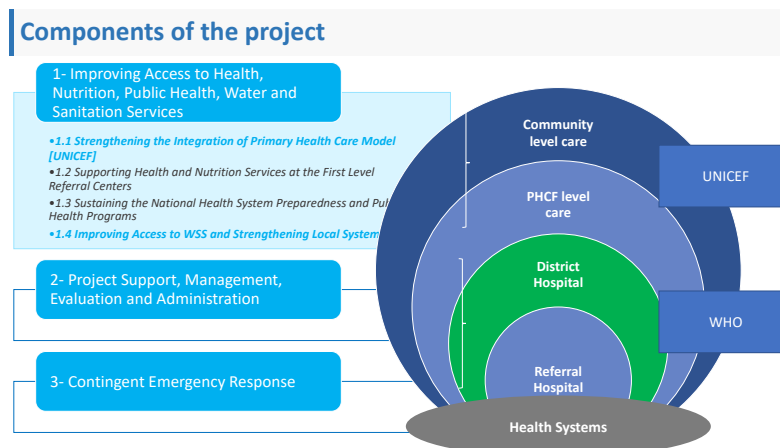 Components of the project
1- Improving Access to Health,
Nutrition, Public Health, Water and
Sanitation Services
•1.1 Strengthening the Integration of Primary Health Care Model
[UNICEF]
•1.2 Supporting Health and Nutrition Services at the First Level
Referral Centers
•1.3 Sustaining the National Health System Preparedness and
Health Programs
•1.4 Improving Access to WSS and Strengthening Local System
2- Project Support, Management,
Evaluation and Administration
3- Contingent Emergency Response
Community
level care
PHCF level
care
District
Hospital
Referral
Hospital
Health Systems
UNICEF
WHO